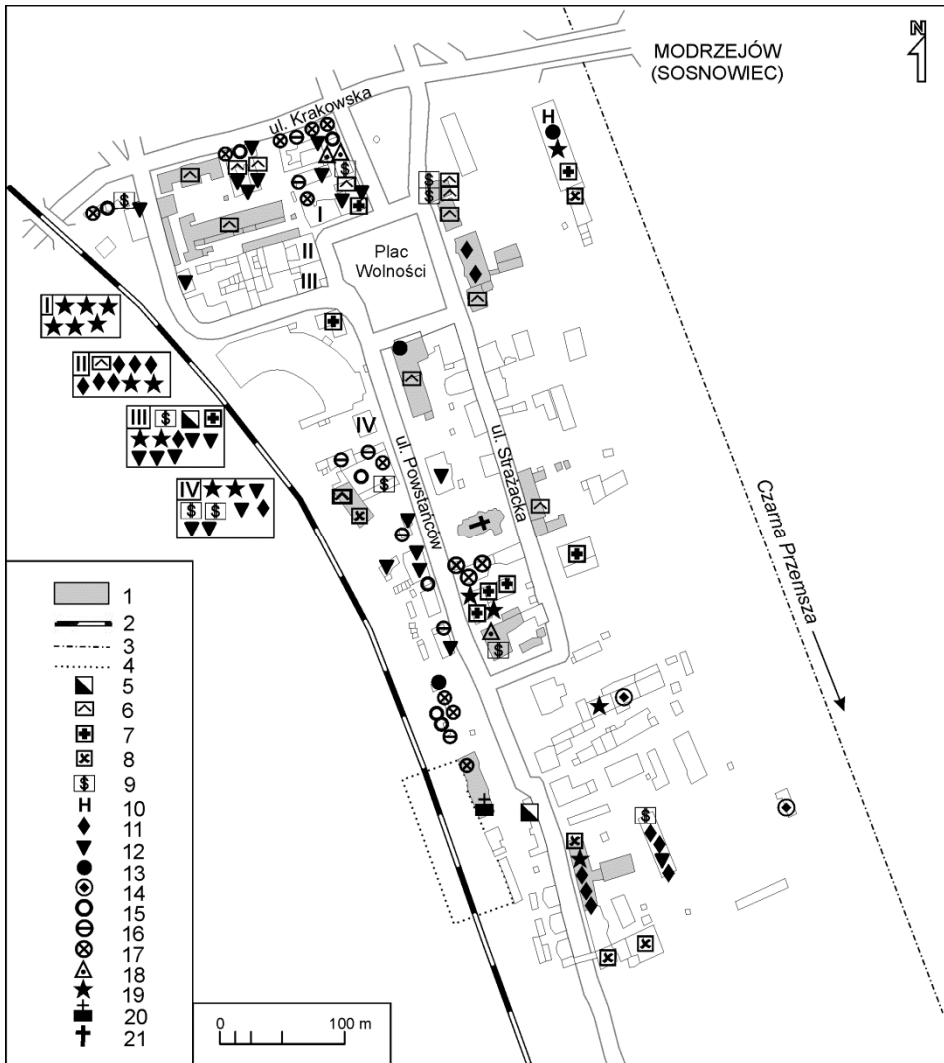 MODRZEJÓW
(SOSNOWIEC)
N
ul. Krakowska
H
I
II
III
Plac
Wolności
I
II
III
IV
IV
ul. Powstańców
ul. Strażacka
Czarna Przemsza
1
2
3
4
5
6
7
8
$ 9
H 10
11
12
13
14
15
16
17
18
19
20
21
0 100 m